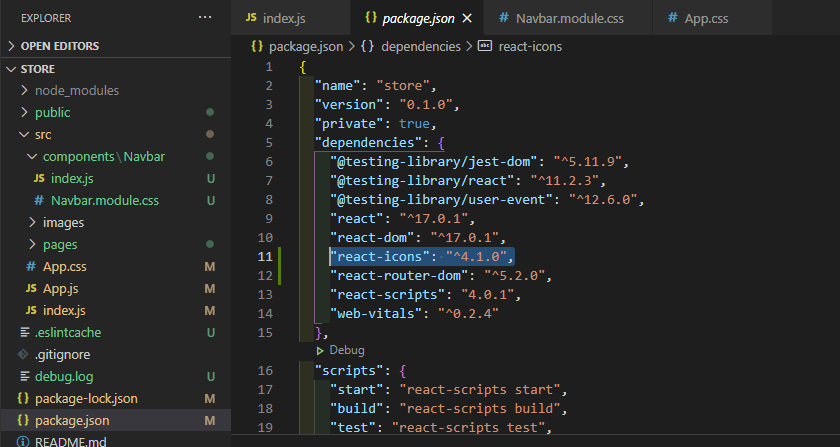 EXPLORER ...
OPEN EDITORS
STORE
node_modules
public
src
components\Navbar
JS index.js U
# Navbar.module.css U
images
pages
# App.css M
JS App.js M
JS index.js M
.eslintcache U
.gitignore
debug.log U
{} package-lock.json M
{} package.json M
README.md
JS index.js {} package.json × # Navbar.module.css # App.css
{} package.json > {} dependencies > abc react-icons
1 {
2 "name": "store",
3 "version": "0.1.0",
4 "private": true,
5 "dependencies": {
6 "@testing-library/jest-dom": "^5.11.9",
7 "@testing-library/react": "^11.2.3",
8 "@testing-library/user-event": "^12.6.0",
9 "react": "^17.0.1",
10 "react-dom": "^17.0.1",
11 "react-icons": "^4.1.0",
12 "react-router-dom": "^5.2.0",
13 "react-scripts": "4.0.1",
14 "web-vitals": "^0.2.4"
15 },
Debug
16 "scripts": {
17 "start": "react-scripts start",
18 "build": "react-scripts build",
19 "test": "react-scripts test",